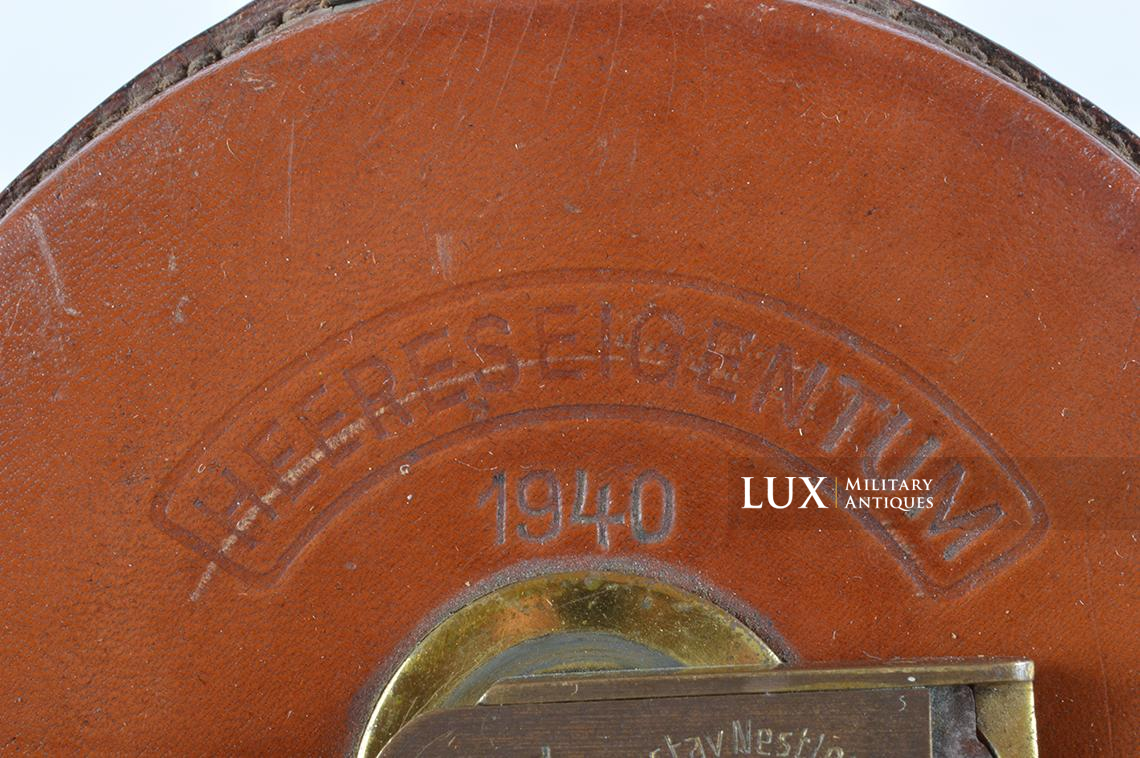 HEERESEIGENTUM
1940
LUX MILITARY
ANTIQUES